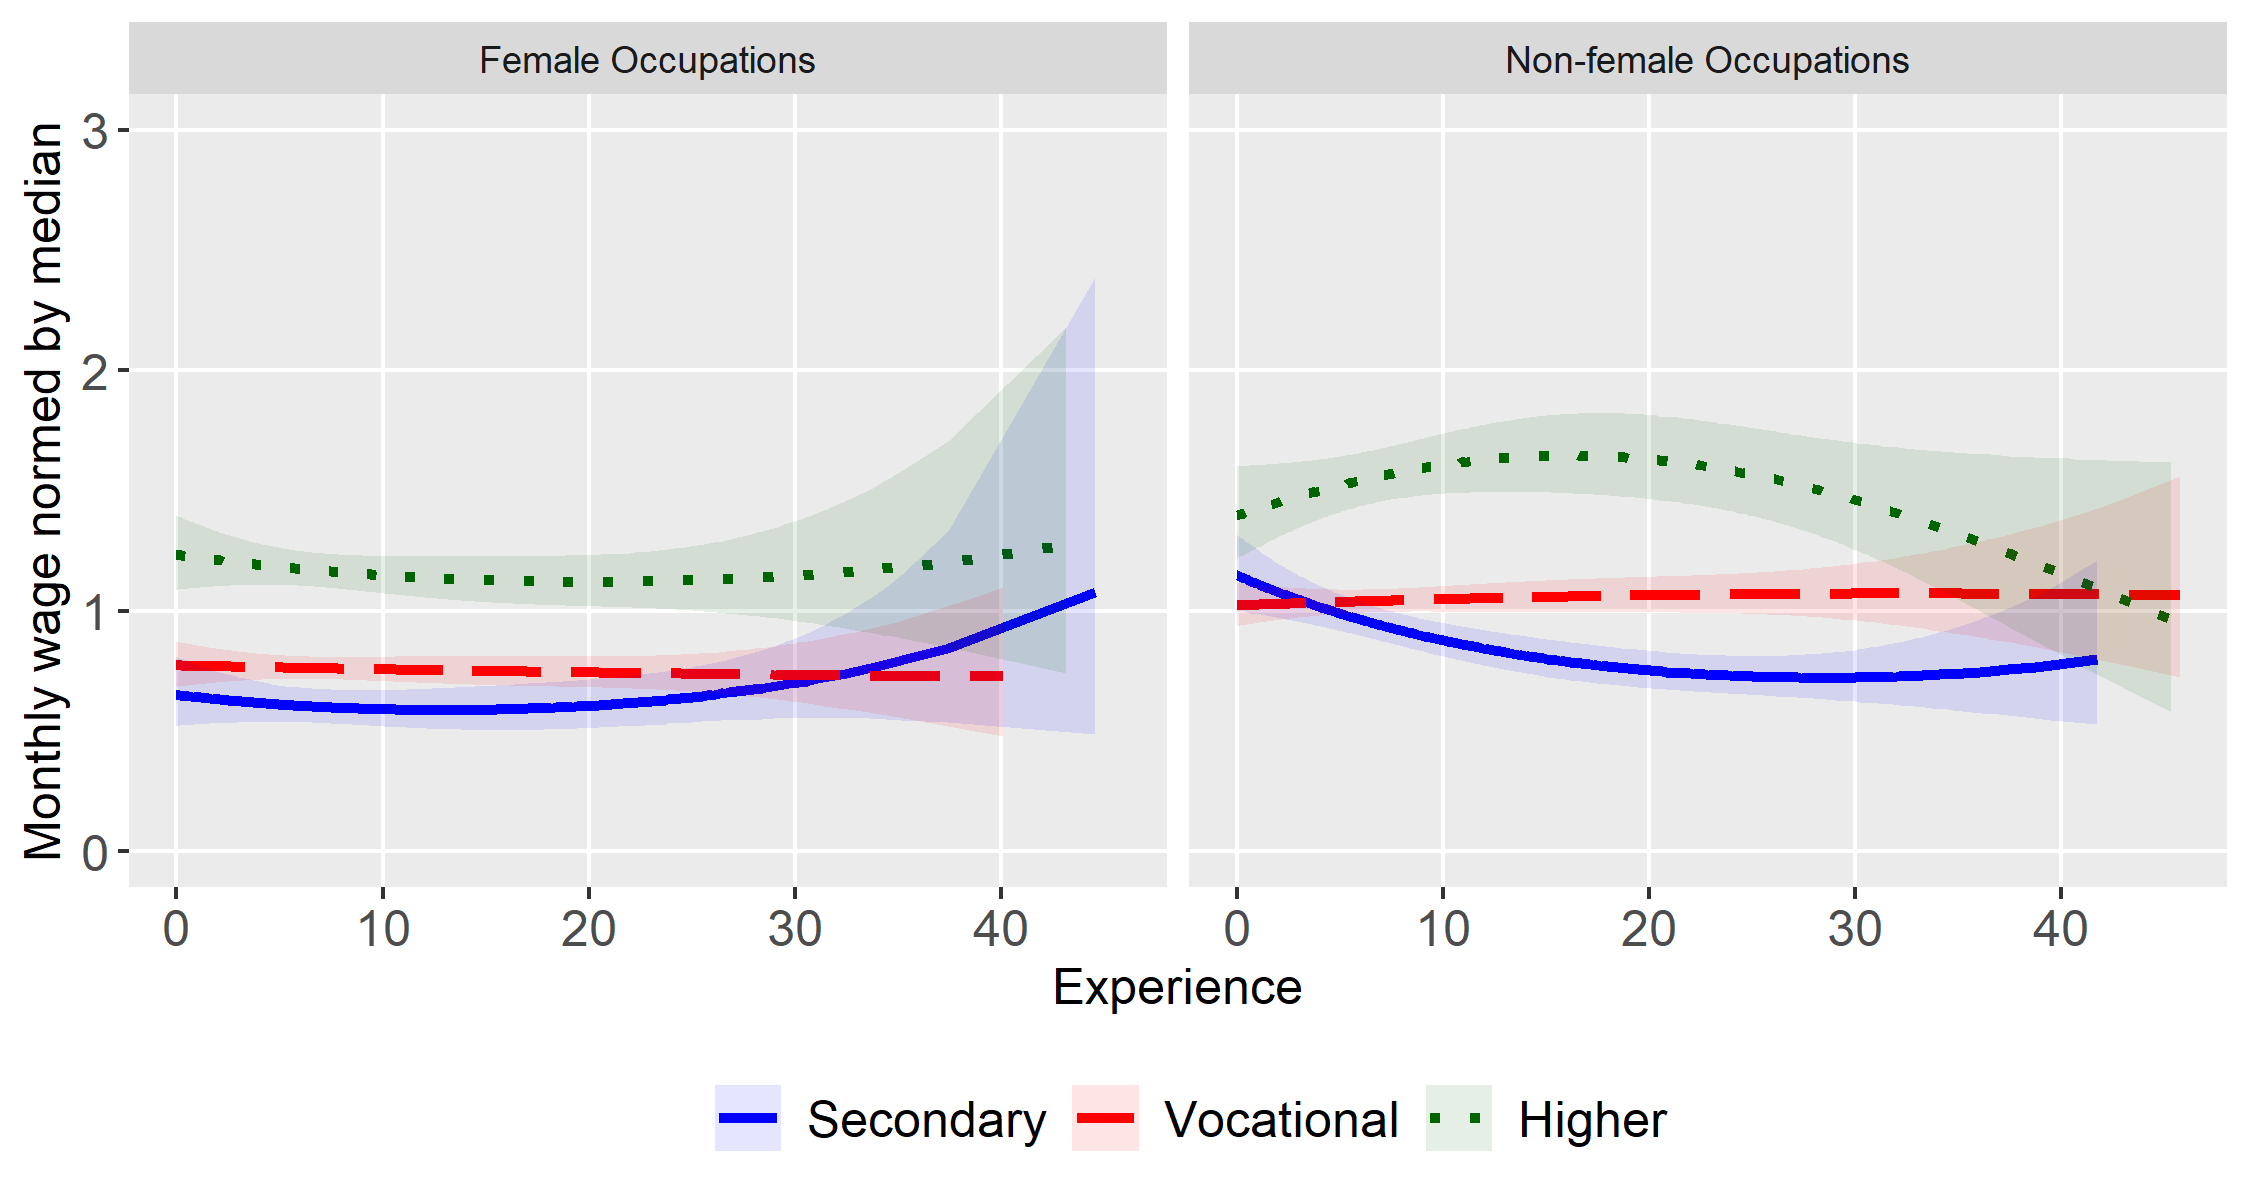 Female Occupations
Non-female Occupations
Monthly wage normed by median
3
2
1
0
0 10 20 30 40
0 10 20 30 40
Experience
Secondary Vocational Higher